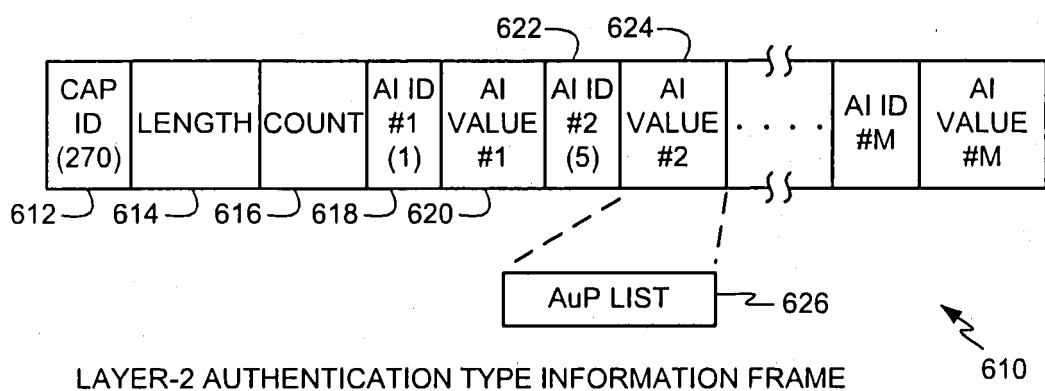 622
624
CAP
ID
(270)
LENGTH
COUNT
AI ID
#1
(1)
AI
VALUE
#1
AI ID
#2
(5)
AI
VALUE
#2
. . . .
AI ID
#M
AI
VALUE
#M
612
614
616
618
620
AuP LIST
626
610
LAYER-2 AUTHENTICATION TYPE INFORMATION FRAME